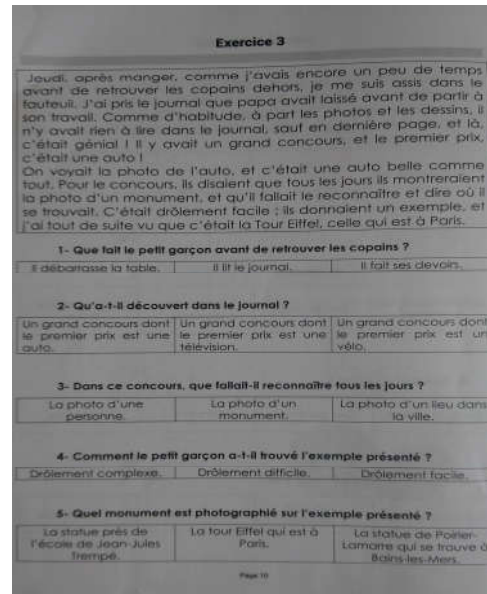 Exercice 3
Jeudi, après manger, comme j'avais encore un peu de temps
avant de retrouver les copains dehors, je me suis assis dans le
fauteuil. J'ai pris le journal que papa avait laissé avant de partir à
son travail. Comme d'habitude, à part les photos et les dessins, il
n'y avait rien à lire dans le journal, sauf en dernière page, et là,
c'était génial ! Il y avait un grand concours, et le premier prix,
c'était une auto !
On voyait la photo de l'auto, et c'était une auto belle comme
tout. Pour le concours, ils disaient que tous les jours ils montreraient
la photo d'un monument, et qu'il fallait le reconnaître et dire où il
se trouvait. C'était drôlement facile ; ils donnaient un exemple, et
j'ai tout de suite vu que c'était la Tour Eiffel, celle qui est à Paris.
1- Que fait le petit garçon avant de retrouver les copains ?
Il débarrasse la table. Il lit le journal. Il fait ses devoirs.
2- Qu'a-t-il découvert dans le journal ?
Un grand concours dont Un grand concours dont Un grand concours dont
le premier prix est une le premier prix est une le premier prix est un
auto. télévision. vélo.
3- Dans ce concours, que fallait-il reconnaître tous les jours ?
La photo d'une La photo d'un La photo d'un lieu dans
personne. monument. la ville.
4- Comment le petit garçon a-t-il trouvé l'exemple présenté ?
Drôlement complexe. Drôlement difficile. Drôlement facile.
5- Quel monument est photographié sur l'exemple présenté ?
La statue près de La tour Eiffel qui est à La statue de Poirier-
l'école de Jean-Jules Paris. Lamarre qui se trouve à
Trempé. Bains-les-Mers.
Page 10